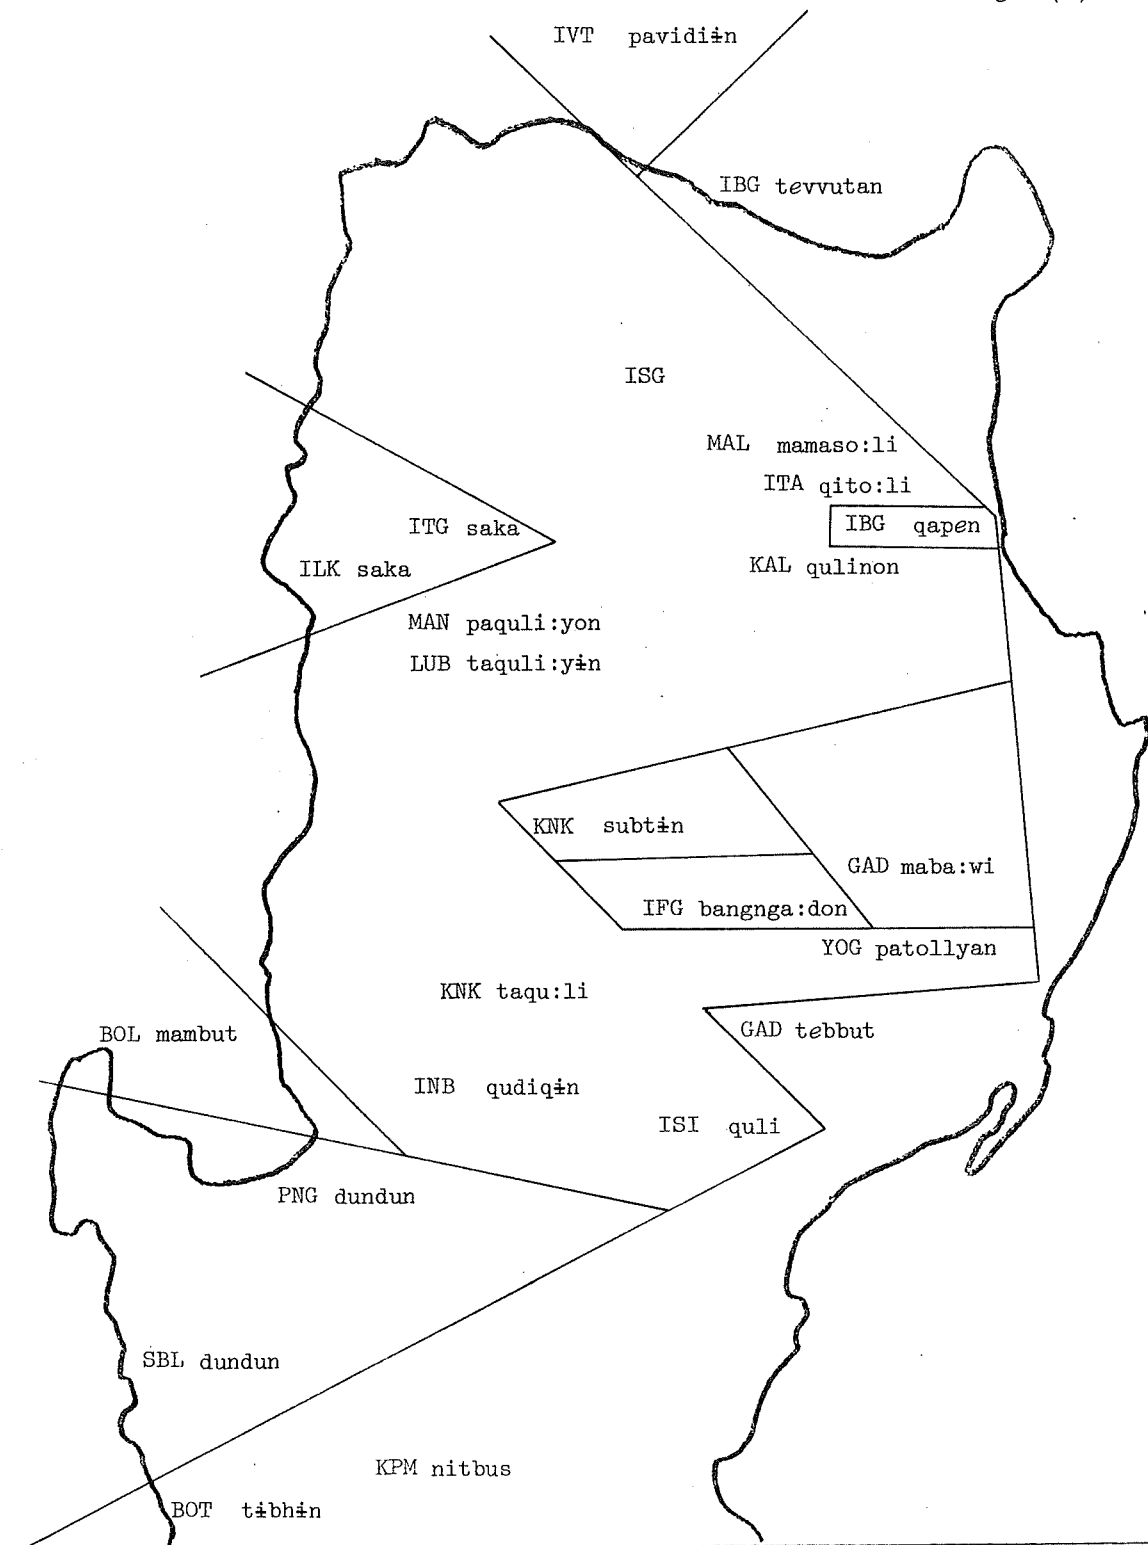 IVT pavidiɨn
IBG tevvutan
ISG
MAL mamaso:li
ITA qito:li
IBG qapen
ITG saka
ILK saka
KAL qulinon
MAN paquli:yon
LUB taquli:yɨn
KNK subtɨn
GAD maba:wi
IFG bangnga:don
YOG patollyan
KNK taqu:li
GAD tebbut
BOL mambut
INB qudiqɨn
ISI quli
PNG dundun
SBL dundun
KPM nitbus
BOT tɨbhɨn